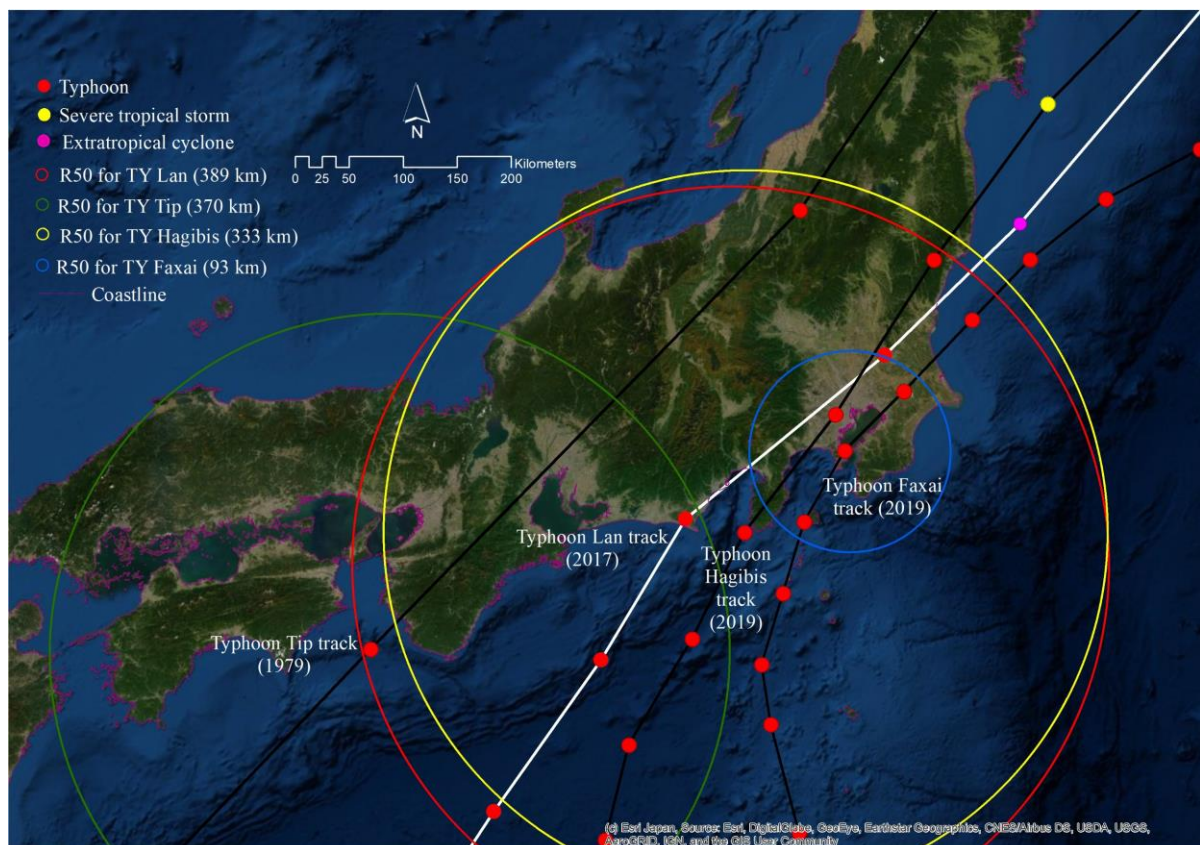 Typhoon
Severe tropical storm
Extratropical cyclone
R50 for TY Lan (389 km)
R50 for TY Tip (370 km)
R50 for TY Hagibis (333 km)
R50 for TY Faxai (93 km)
Coastline
N
Kilometers
0 25 50 100 150 200
Typhoon Faxai
track (2019)
Typhoon Lan track
(2017)
Typhoon
Hagibis
track
(2019)
Typhoon Tip track
(1979)
(c) Esri Japan, Source: Esri, DigitalGlobe, GeoEye, Earthstar Geographics, CNES/Airbus DS, USDA, USGS,
AeroGRID, IGN, and the GIS User Community